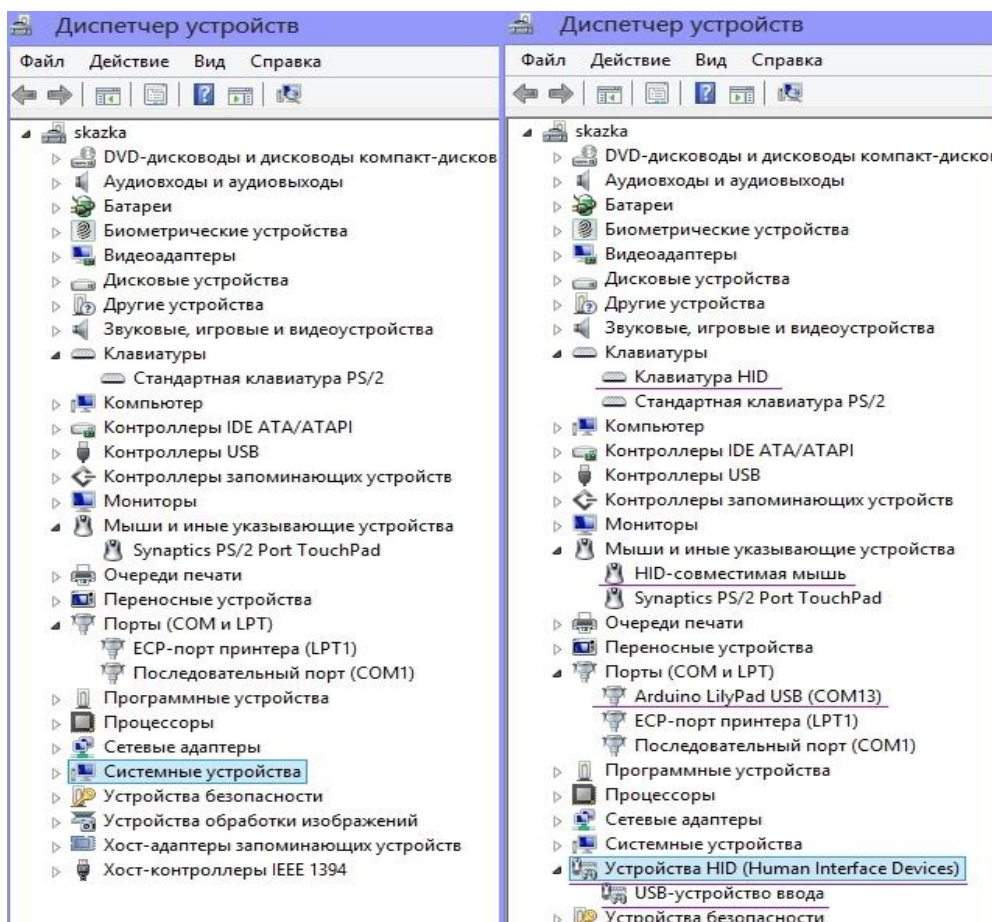 Диспетчер устройств
Файл Действие Вид Справка
skazka
DVD-дисководы и дисководы компакт-дисков
Аудиовходы и аудиовыходы
Батареи
Биометрические устройства
Видеоадаптеры
Дисковые устройства
Другие устройства
Звуковые, игровые и видеоустройства
Клавиатуры
Стандартная клавиатура PS/2
Компьютер
Контроллеры IDE ATA/ATAPI
Контроллеры USB
Контроллеры запоминающих устройств
Мониторы
Мыши и иные указывающие устройства
Synaptics PS/2 Port TouchPad
Очереди печати
Переносные устройства
Порты (COM и LPT)
ECP-порт принтера (LPT1)
Последовательный порт (COM1)
Программные устройства
Процессоры
Сетевые адаптеры
Системные устройства
Устройства безопасности
Устройства обработки изображений
Хост-адаптеры запоминающих устройств
Хост-контроллеры IEEE 1394
Диспетчер устройств
Файл Действие Вид Справка
skazka
DVD-дисководы и дисководы компакт-диско
Аудиовходы и аудиовыходы
Батареи
Биометрические устройства
Видеоадаптеры
Дисковые устройства
Другие устройства
Звуковые, игровые и видеоустройства
Клавиатуры
Клавиатура HID
Стандартная клавиатура PS/2
Компьютер
Контроллеры IDE ATA/ATAPI
Контроллеры USB
Контроллеры запоминающих устройств
Мониторы
Мыши и иные указывающие устройства
HID-совместимая мышь
Synaptics PS/2 Port TouchPad
Очереди печати
Переносные устройства
Порты (COM и LPT)
Arduino LilyPad USB (COM13)
ECP-порт принтера (LPT1)
Последовательный порт (COM1)
Программные устройства
Процессоры
Сетевые адаптеры
Системные устройства
Устройства HID (Human Interface Devices)
USB-устройство ввода
Устройства безопасности